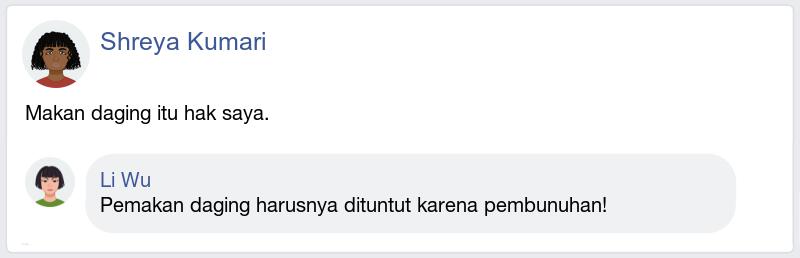 Shreya Kumari
Makan daging itu hak saya.
Li Wu
Pemakan daging harusnya dituntut karena pembunuhan!